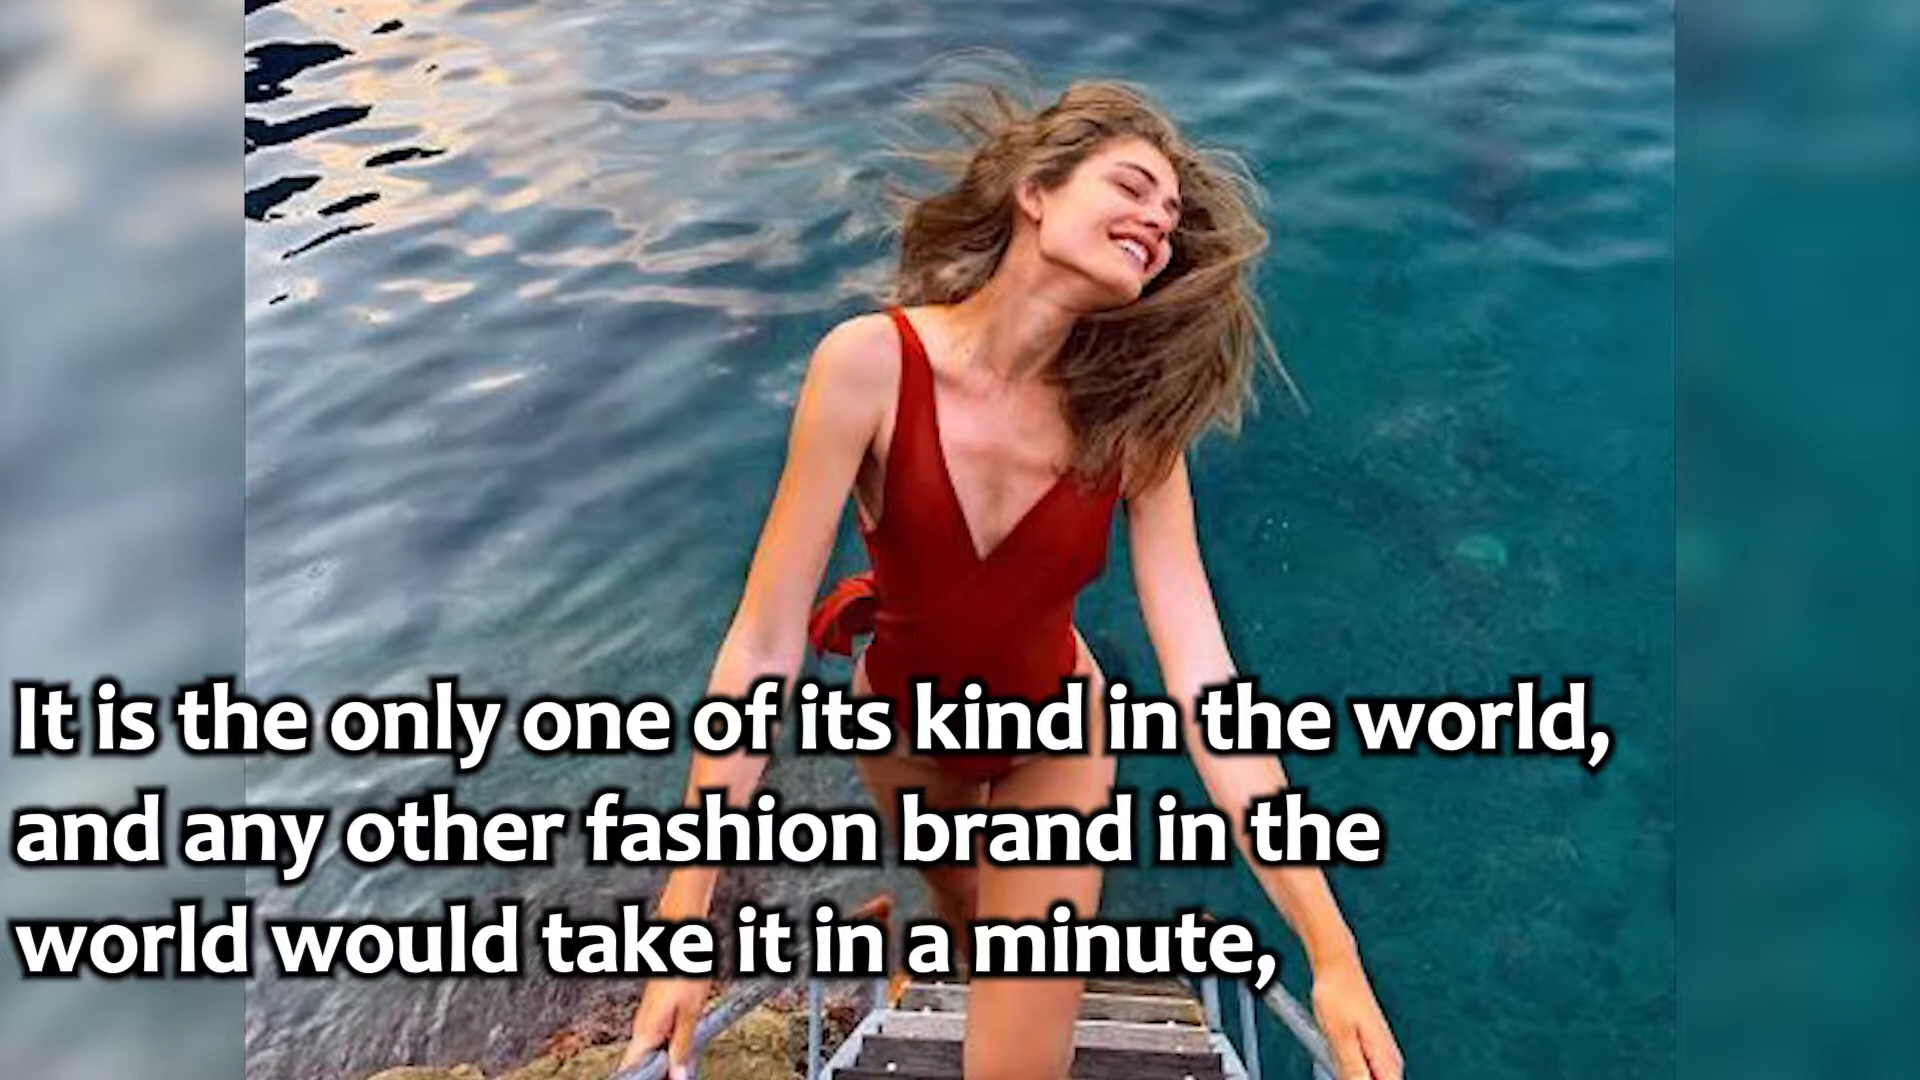 It is the only one of its kind in the world,
and any other fashion brand in the
world would take it in a minute,